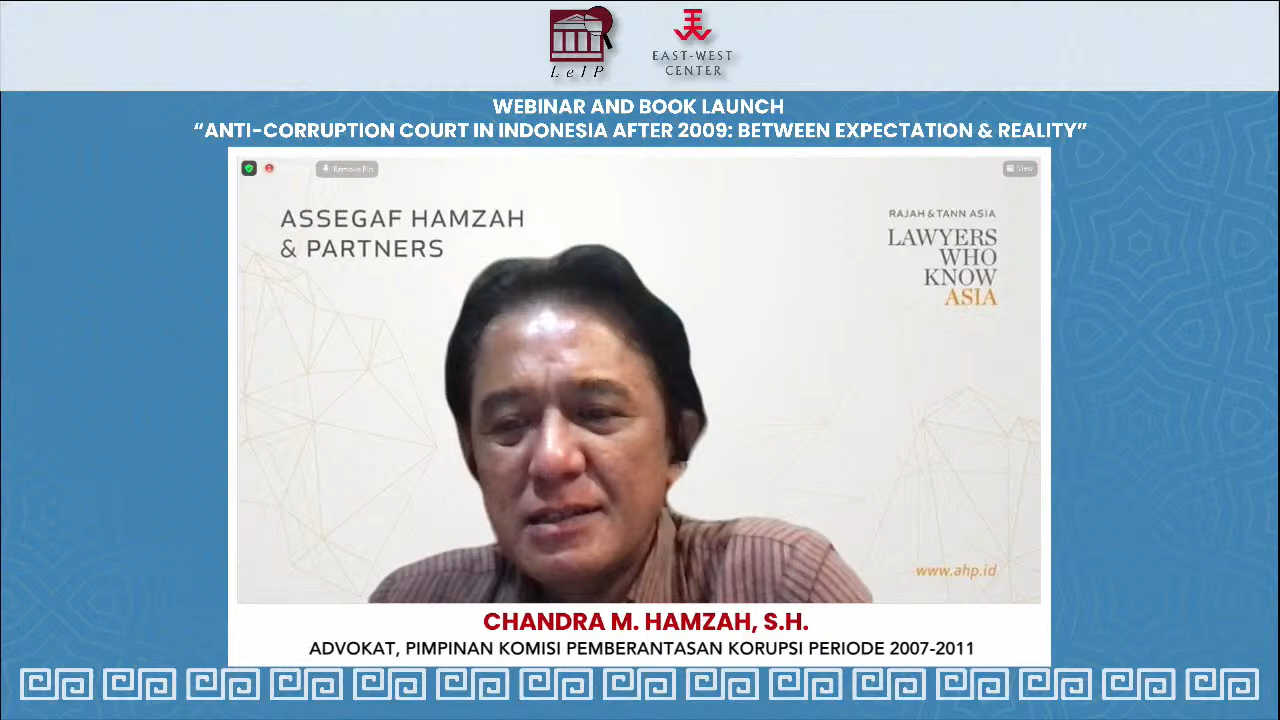 LeIP
EAST-WEST
CENTER
WEBINAR AND BOOK LAUNCH
“ANTI-CORRUPTION COURT IN INDONESIA AFTER 2009: BETWEEN EXPECTATION & REALITY”
Remove Pin
View
ASSEGAF HAMZAH
& PARTNERS
RAJAH & TANN ASIA
LAWYERS
WHO
KNOW
ASIA
www.ahp.id
CHANDRA M. HAMZAH, S.H.
ADVOKAT, PIMPINAN KOMISI PEMBERANTASAN KORUPSI PERIODE 2007-2011